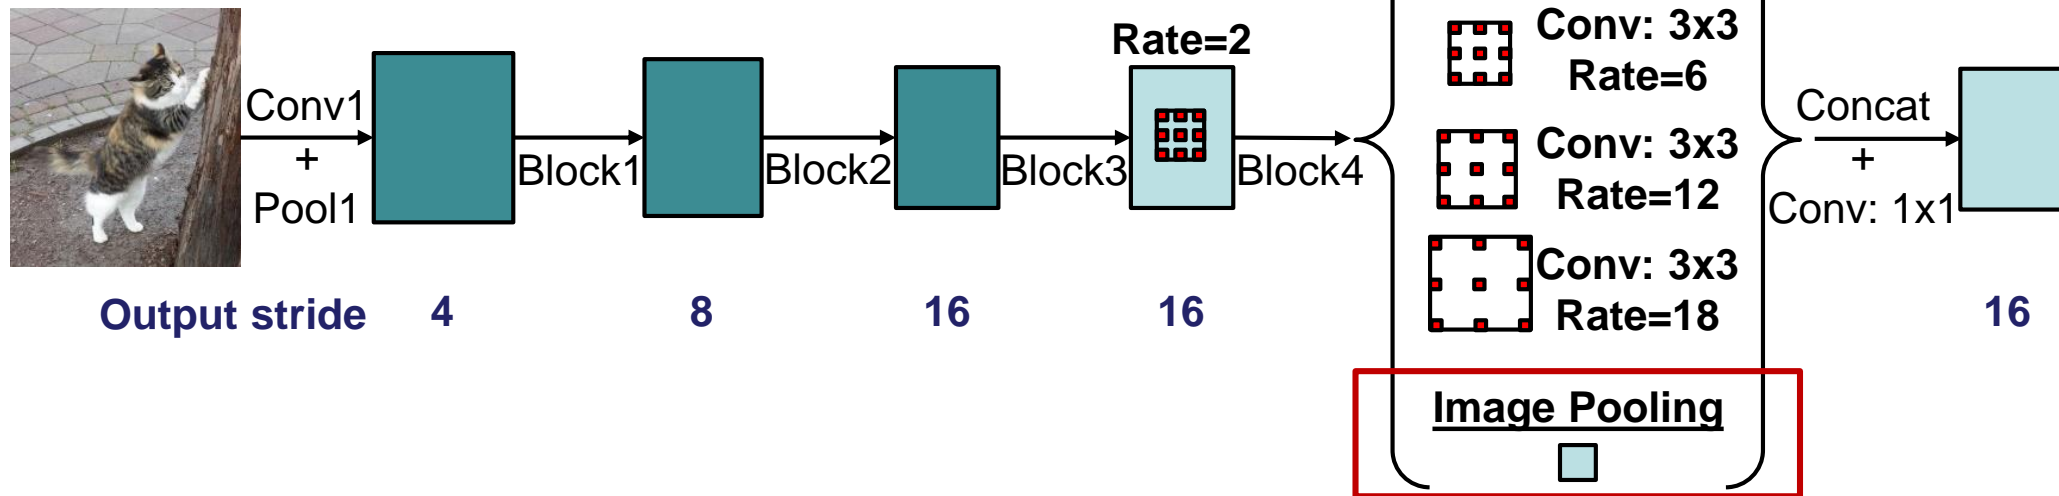 Conv1
+
Pool1
Block1
Block2
Block3
Rate=2
Block4
Conv: 3x3
Rate=6
Conv: 3x3
Rate=12
Conv: 3x3
Rate=18
Image Pooling
Concat
+
Conv: 1x1
Output stride 4 8 16 16 16